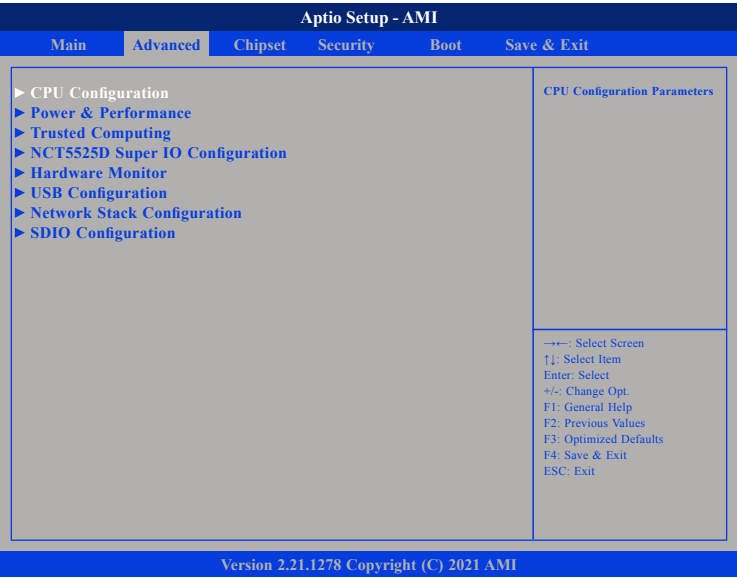 Aptio Setup - AMI
Main Advanced Chipset Security Boot Save & Exit
► CPU Configuration
► Power & Performance
► Trusted Computing
► NCT5525D Super IO Configuration
► Hardware Monitor
► USB Configuration
► Network Stack Configuration
► SDIO Configuration
CPU Configuration Parameters
→←: Select Screen
↑↓: Select Item
Enter: Select
+/-: Change Opt.
F1: General Help
F2: Previous Values
F3: Optimized Defaults
F4: Save & Exit
ESC: Exit
Version 2.21.1278 Copyright (C) 2021 AMI